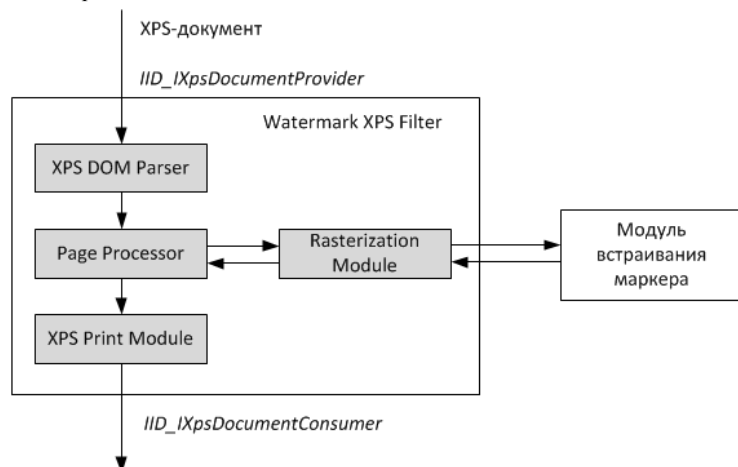 XPS-документ
IID_IXpsDocumentProvider
Watermark XPS Filter
XPS DOM Parser
Page Processor
Rasterization
Module
Модуль
встраивания
маркера
XPS Print Module
IID_IXpsDocumentConsumer